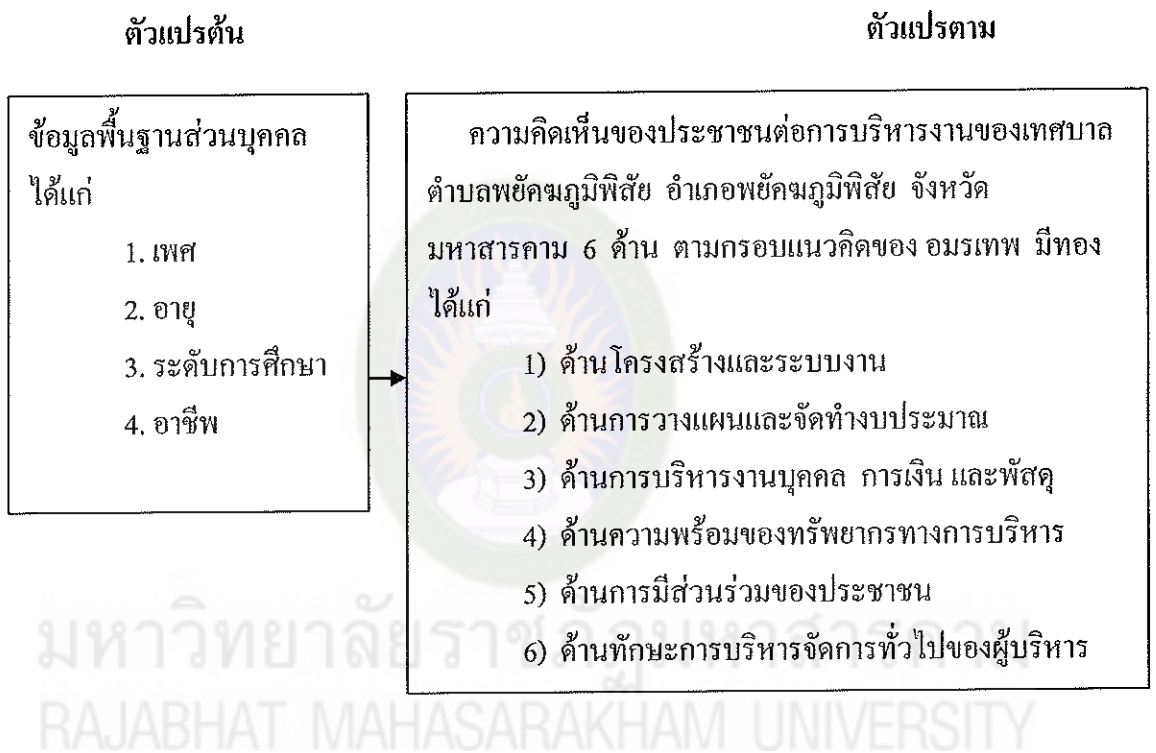 ตัวแปรต้น
ตัวแปรตาม
ข้อมูลพื้นฐานส่วนบุคคล
ได้แก่
1. เพศ
2. อายุ
3. ระดับการศึกษา
4. อาชีพ
ความคิดเห็นของประชาชนต่อการบริหารงานของเทศบาล
ตำบลพยัคฆภูมิพิสัย อำเภอพยัคฆภูมิพิสัย จังหวัด
มหาสารคาม 6 ด้าน ตามกรอบแนวคิดของ อมรเทพ มีทอง
ได้แก่
1) ด้านโครงสร้างและระบบงาน
2) ด้านการวางแผนและจัดทำงบประมาณ
3) ด้านการบริหารงานบุคคล การเงิน และพัสดุ
4) ด้านความพร้อมของทรัพยากรทางการบริหาร
5) ด้านการมีส่วนร่วมของประชาชน
6) ด้านทักษะการบริหารจัดการทั่วไปของผู้บริหาร
มหาวิทยาลัยราชภัฏมหาสารคาม
RAJABHAT MAHASARAKHAM UNIVERSITY